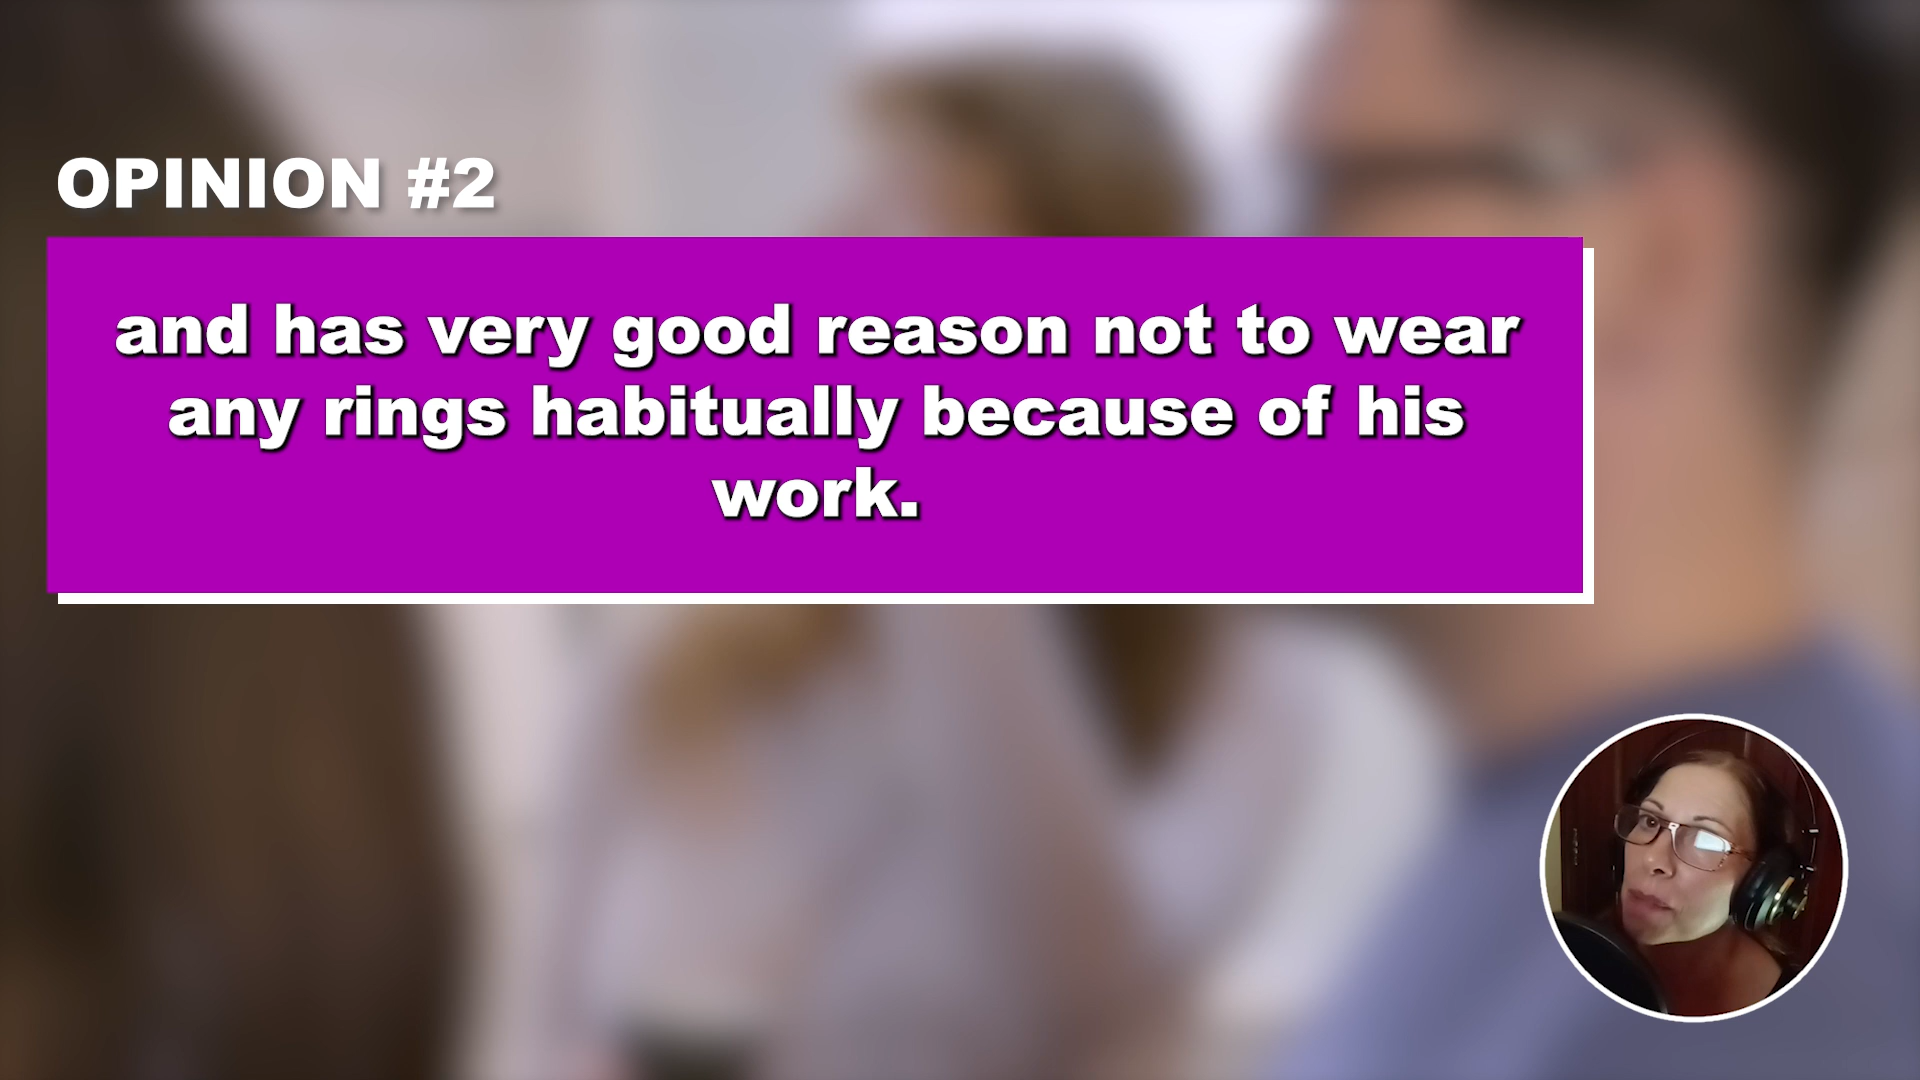 OPINION #2
and has very good reason not to wear
any rings habitually because of his
work.